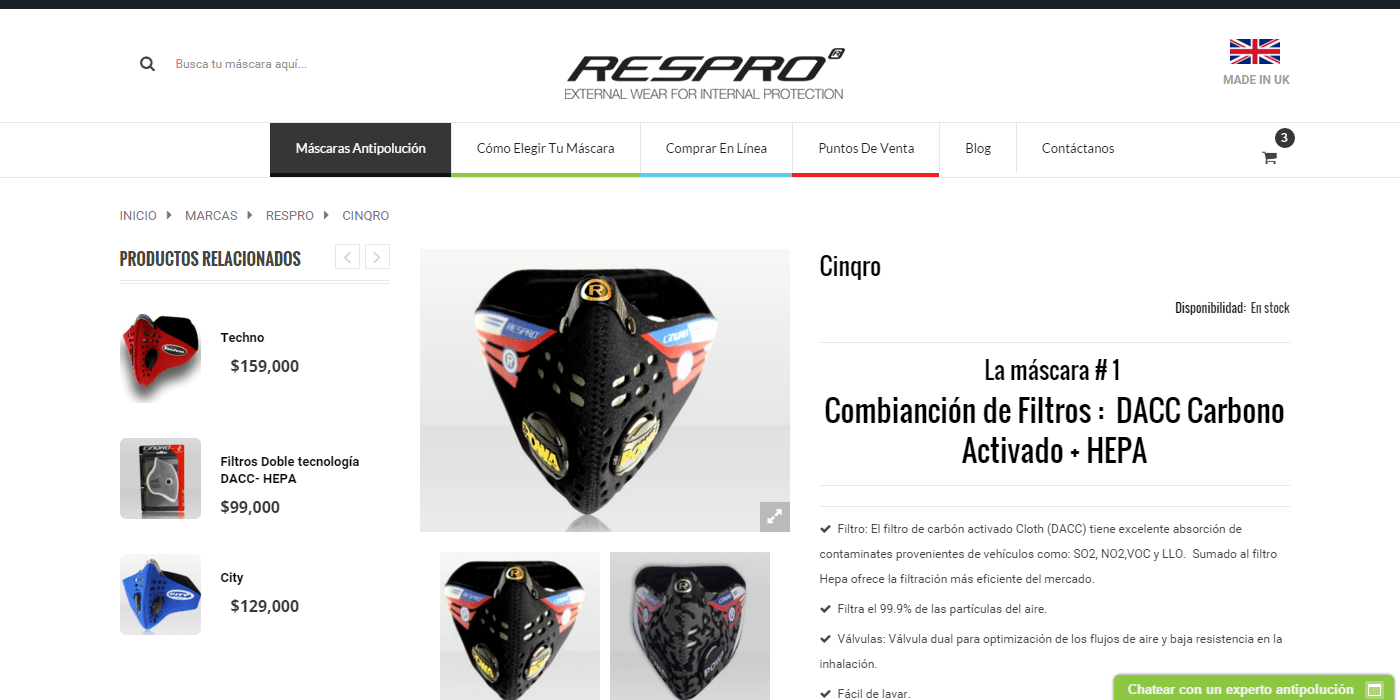 Busca tu máscara aquí...
RESPRO®
EXTERNAL WEAR FOR INTERNAL PROTECTION
MADE IN UK
Máscaras Antipolución
Cómo Elegir Tu Máscara
Comprar En Línea
Puntos De Venta
Blog
Contáctanos
3
INICIO
MARCAS
RESPRO
CINQRO
PRODUCTOS RELACIONADOS
Techno
$159,000
Filtros Doble tecnología
DACC- HEPA
$99,000
City
$129,000
RESPRO
CINQRO
POWA
POWA
Cinqro
Disponibilidad: En stock
La máscara # 1
Combianción de Filtros : DACC Carbono
Activado + HEPA
Filtro: El filtro de carbón activado Cloth (DACC) tiene excelente absorción de
contaminates provenientes de vehículos como: SO2, NO2,VOC y LLO. Sumado al filtro
Hepa ofrece la filtración más eficiente del mercado.
Filtra el 99.9% de las partículas del aire.
Válvulas: Válvula dual para optimización de los flujos de aire y baja resistencia en la
inhalación.
Fácil de lavar.
Chatear con un experto antipolución